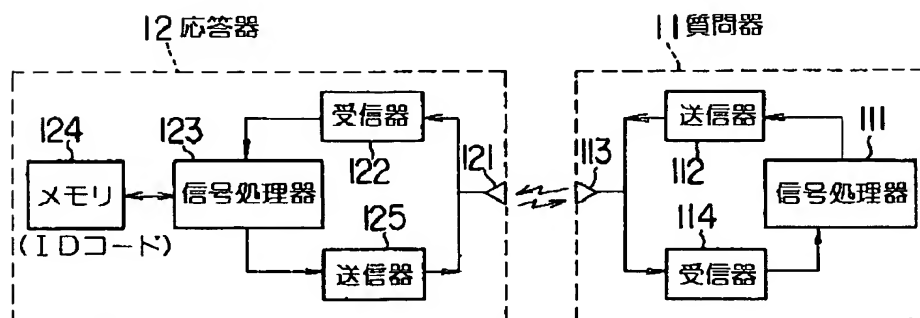 12 応答器
11 質問器
124
メモリ
(IDコード)
123
信号処理器
受信器
122
125
送信器
121
113
送信器
112
114
受信器
111
信号処理器